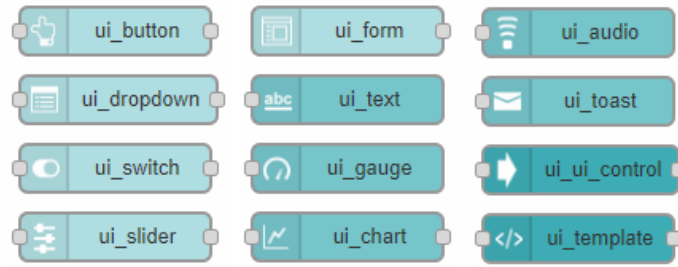 ui_button
ui_form
ui_audio
ui_dropdown
abc ui_text
ui_toast
ui_switch
ui_gauge
ui_ui_control
ui_slider
ui_chart
</> ui_template